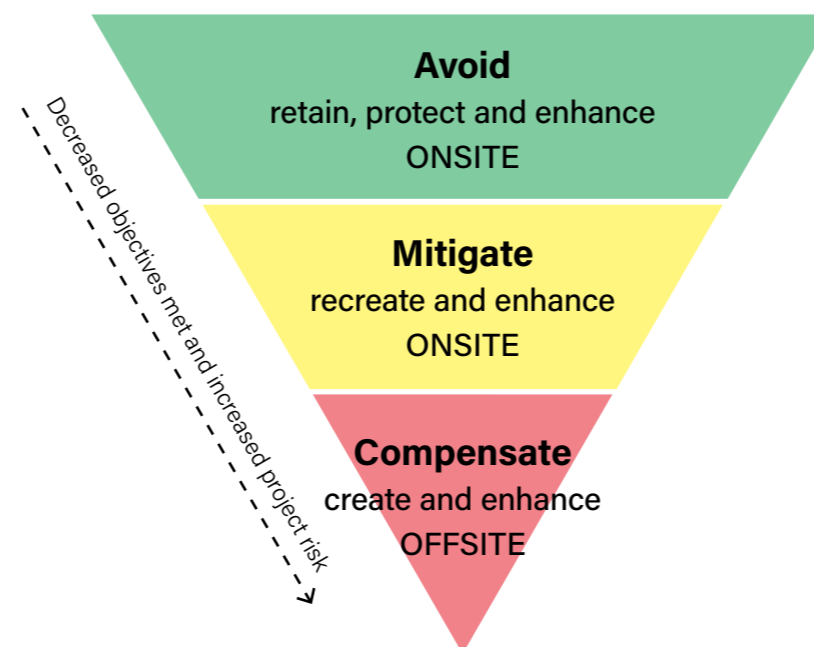 Avoid
retain, protect and enhance
ONSITE
Decreased objectives met and increased project risk
Mitigate
recreate and enhance
ONSITE
Compensate
create and enhance
OFFSITE